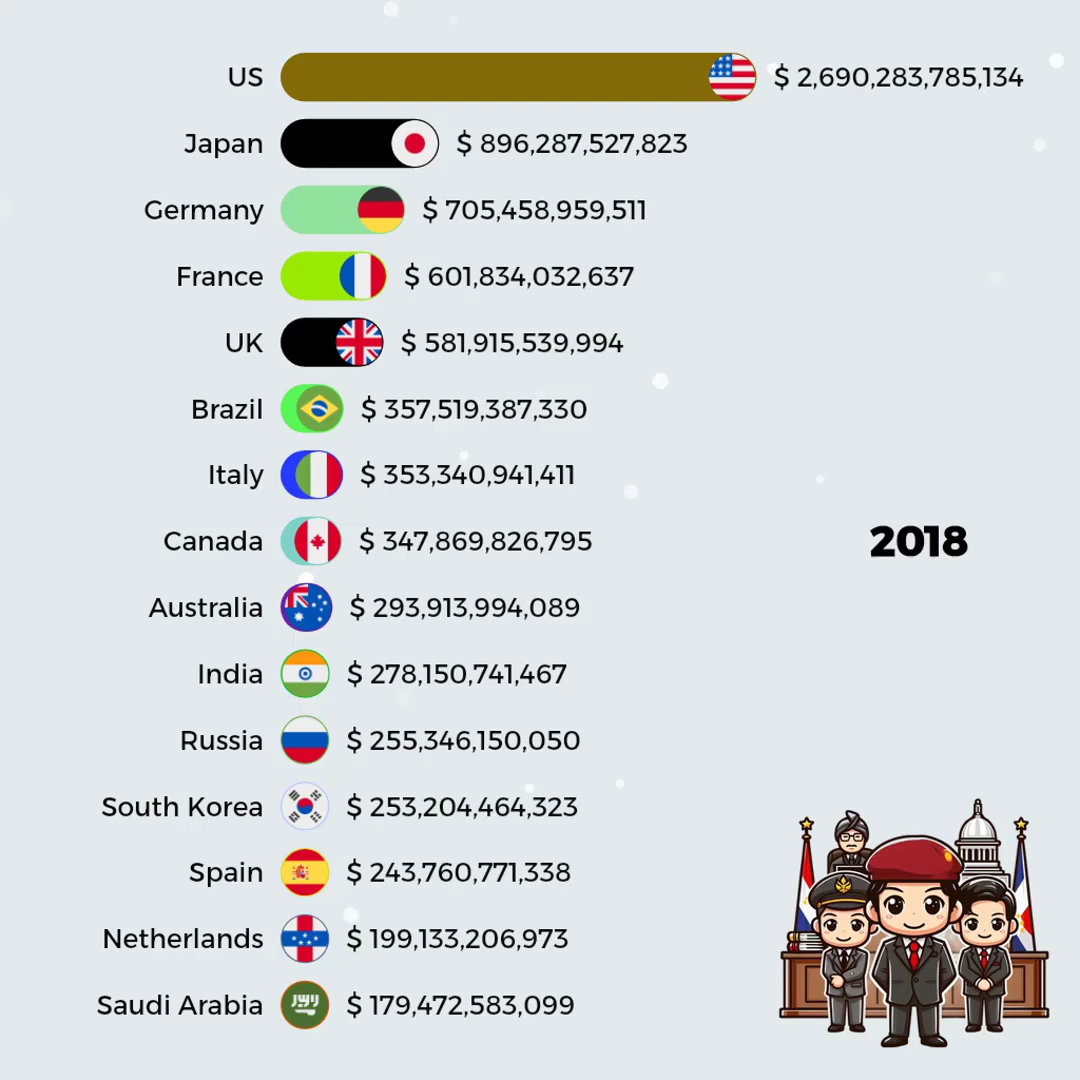 US $ 2,690,283,785,134
Japan $ 896,287,527,823
Germany $ 705,458,959,511
France $ 601,834,032,637
UK $ 581,915,539,994
Brazil $ 357,519,387,330
Italy $ 353,340,941,411
Canada $ 347,869,826,795
2018
Australia $ 293,913,994,089
India $ 278,150,741,467
Russia $ 255,346,150,050
South Korea $ 253,204,464,323
Spain $ 243,760,771,338
Netherlands $ 199,133,206,973
Saudi Arabia $ 179,472,583,099